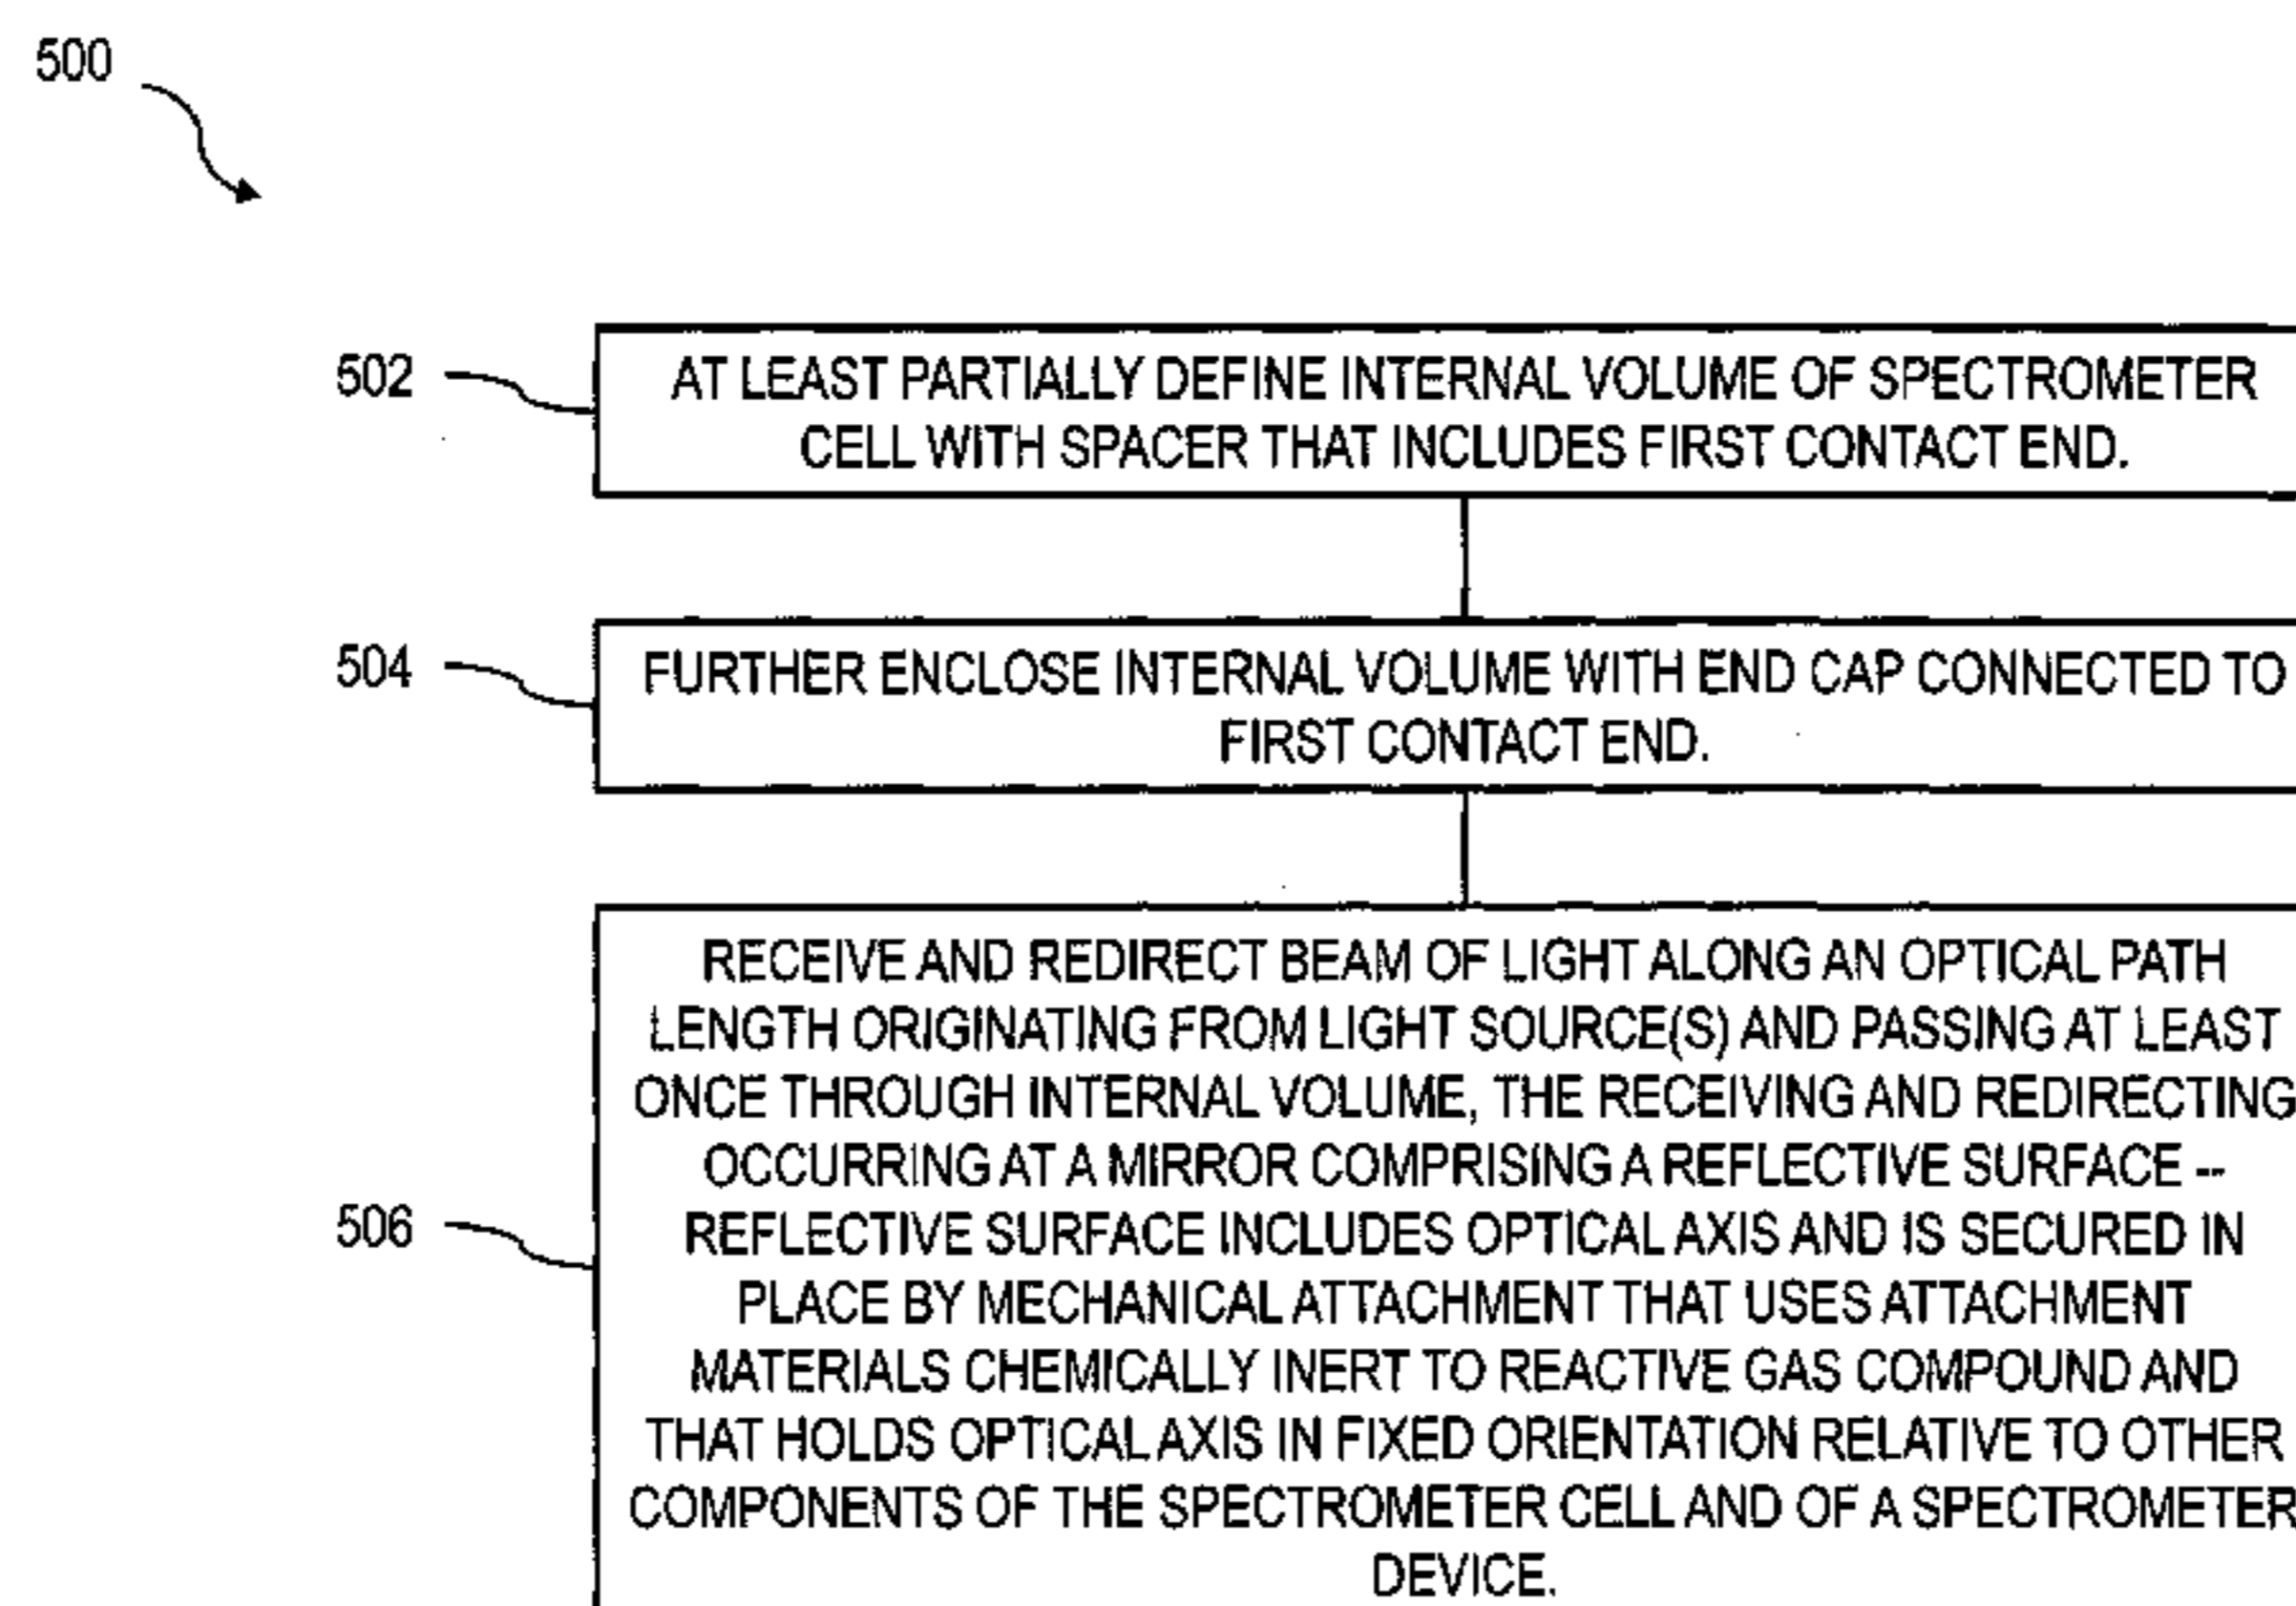 500
502
AT LEAST PARTIALLY DEFINE INTERNAL VOLUME OF SPECTROMETER
CELL WITH SPACER THAT INCLUDES FIRST CONTACT END.
504
FURTHER ENCLOSE INTERNAL VOLUME WITH END CAP CONNECTED TO
FIRST CONTACT END.
506
RECEIVE AND REDIRECT BEAM OF LIGHT ALONG AN OPTICAL PATH
LENGTH ORIGINATING FROM LIGHT SOURCE(S) AND PASSING AT LEAST
ONCE THROUGH INTERNAL VOLUME, THE RECEIVING AND REDIRECTING
OCCURRING AT A MIRROR COMPRISING A REFLECTIVE SURFACE --
REFLECTIVE SURFACE INCLUDES OPTICAL AXIS AND IS SECURED IN
PLACE BY MECHANICAL ATTACHMENT THAT USES ATTACHMENT
MATERIALS CHEMICALLY INERT TO REACTIVE GAS COMPOUND AND
THAT HOLDS OPTICAL AXIS IN FIXED ORIENTATION RELATIVE TO OTHER
COMPONENTS OF THE SPECTROMETER CELL AND OF A SPECTROMETER
DEVICE.